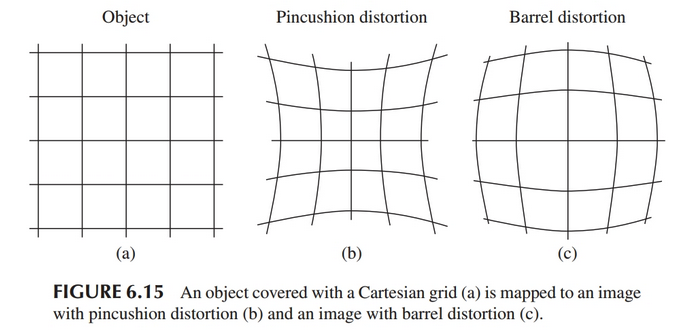 Object
Pincushion distortion
Barrel distortion
(a)
(b)
(c)
FIGURE 6.15 An object covered with a Cartesian grid (a) is mapped to an image
with pincushion distortion (b) and an image with barrel distortion (c).